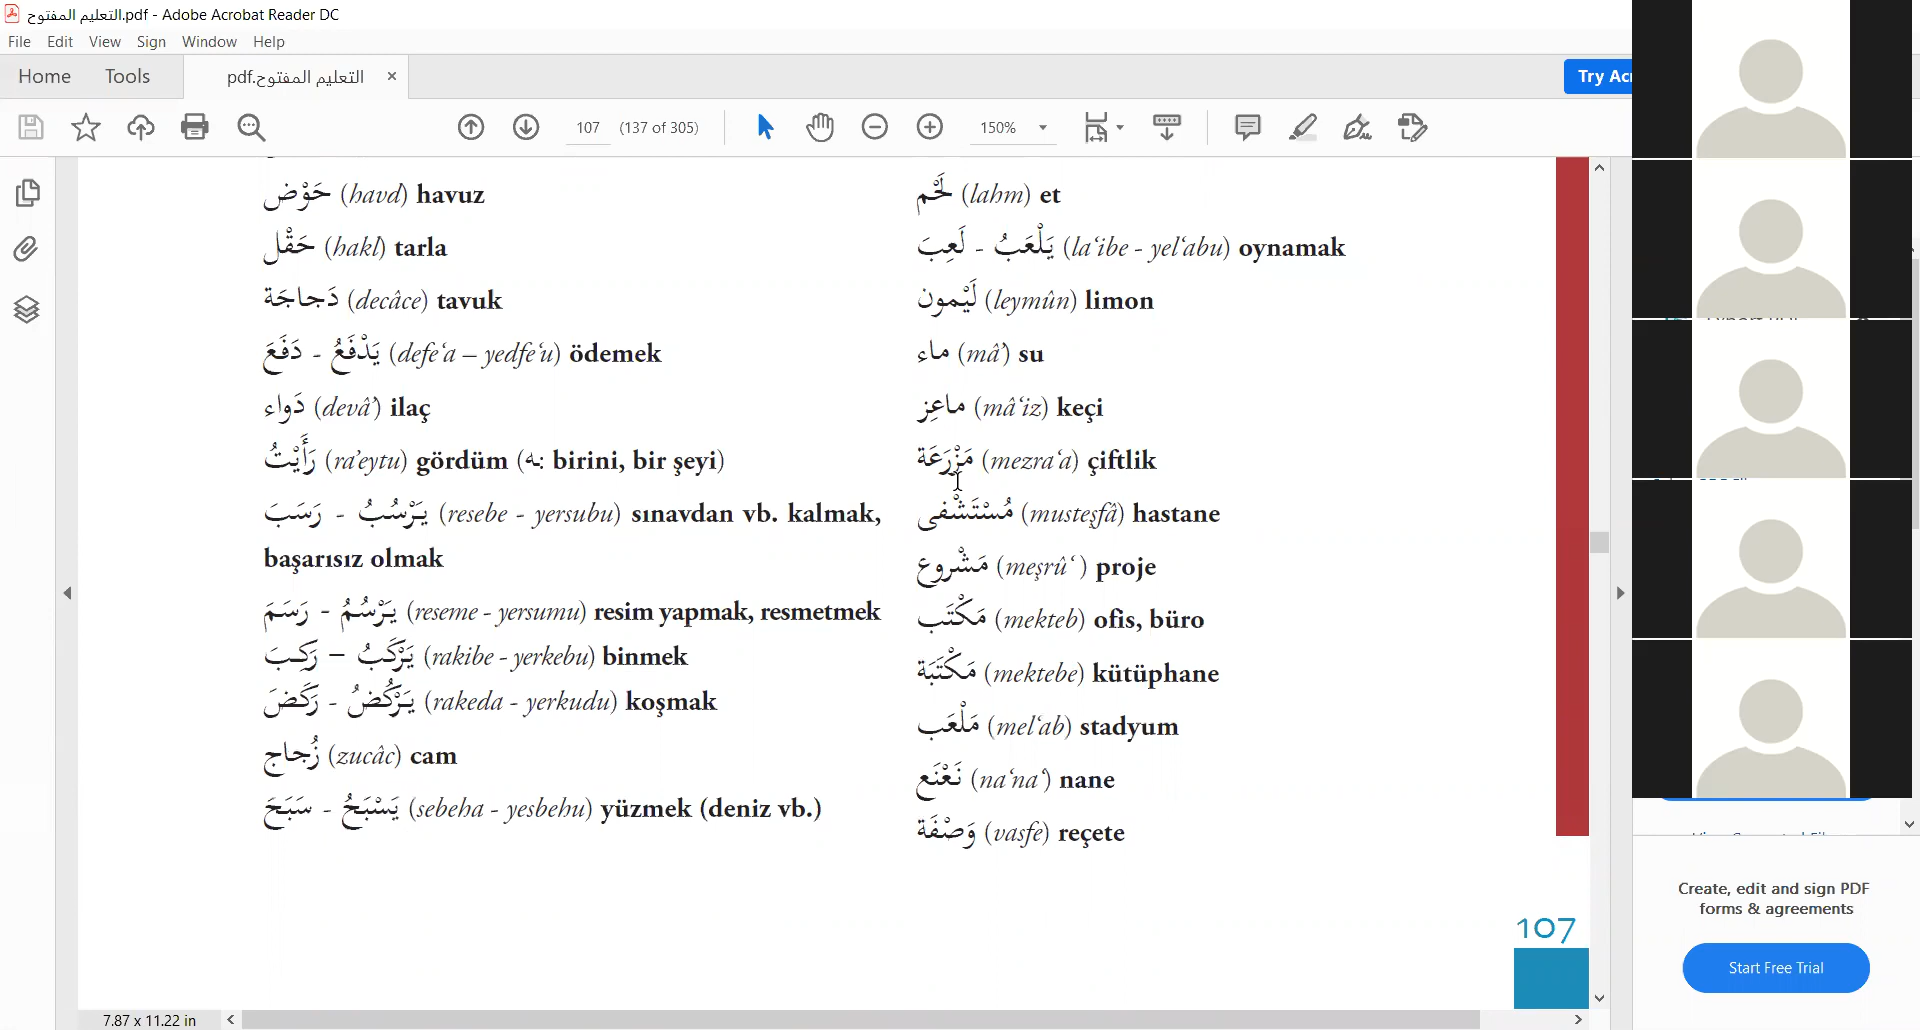 التعليم المفتوح.pdf - Adobe Acrobat Reader DC
File Edit View Sign Window Help
Home Tools التعليم المفتوح.pdf ×
Try Acr
107 (137 of 305) 150%
حَوْض (havd) havuz
حَقْل (hakl) tarla
دَجاجَة (decâce) tavuk
دَفَعَ - يَدْفَعُ (defe‘a – yedfe‘u) ödemek
دَواء (devâ’) ilaç
رَأَيْتُ (ra’eytu) gördüm (ـه: birini, bir şeyi)
رَسَبَ - يَرْسُبُ (resebe - yersubu) sınavdan vb. kalmak,
başarısız olmak
رَسَمَ - يَرْسُمُ (reseme - yersumu) resim yapmak, resmetmek
رَكِبَ – يَرْكَبُ (rakibe - yerkebu) binmek
رَكَضَ - يَرْكُضُ (rakeda - yerkudu) koşmak
زُجاج (zucâc) cam
سَبَحَ - يَسْبَحُ (sebeha - yesbehu) yüzmek (deniz vb.)
لَحْم (lahm) et
لَعِبَ - يَلْعَبُ (la‘ibe - yel‘abu) oynamak
لَيْمون (leymûn) limon
ماء (mâ’) su
ماعِز (mâ‘iz) keçi
مَزْرَعَة (mezra‘a) çiftlik
مُسْتَشْفى (musteşfâ) hastane
مَشْروع (meşrû‘ ) proje
مَكْتَب (mekteb) ofis, büro
مَكْتَبَة (mektebe) kütüphane
مَلْعَب (mel‘ab) stadyum
نَعْنَع (na‘na‘) nane
وَصْفَة (vasfe) reçete
107
Create, edit and sign PDF
forms & agreements
Start Free Trial
7.87 x 11.22 in